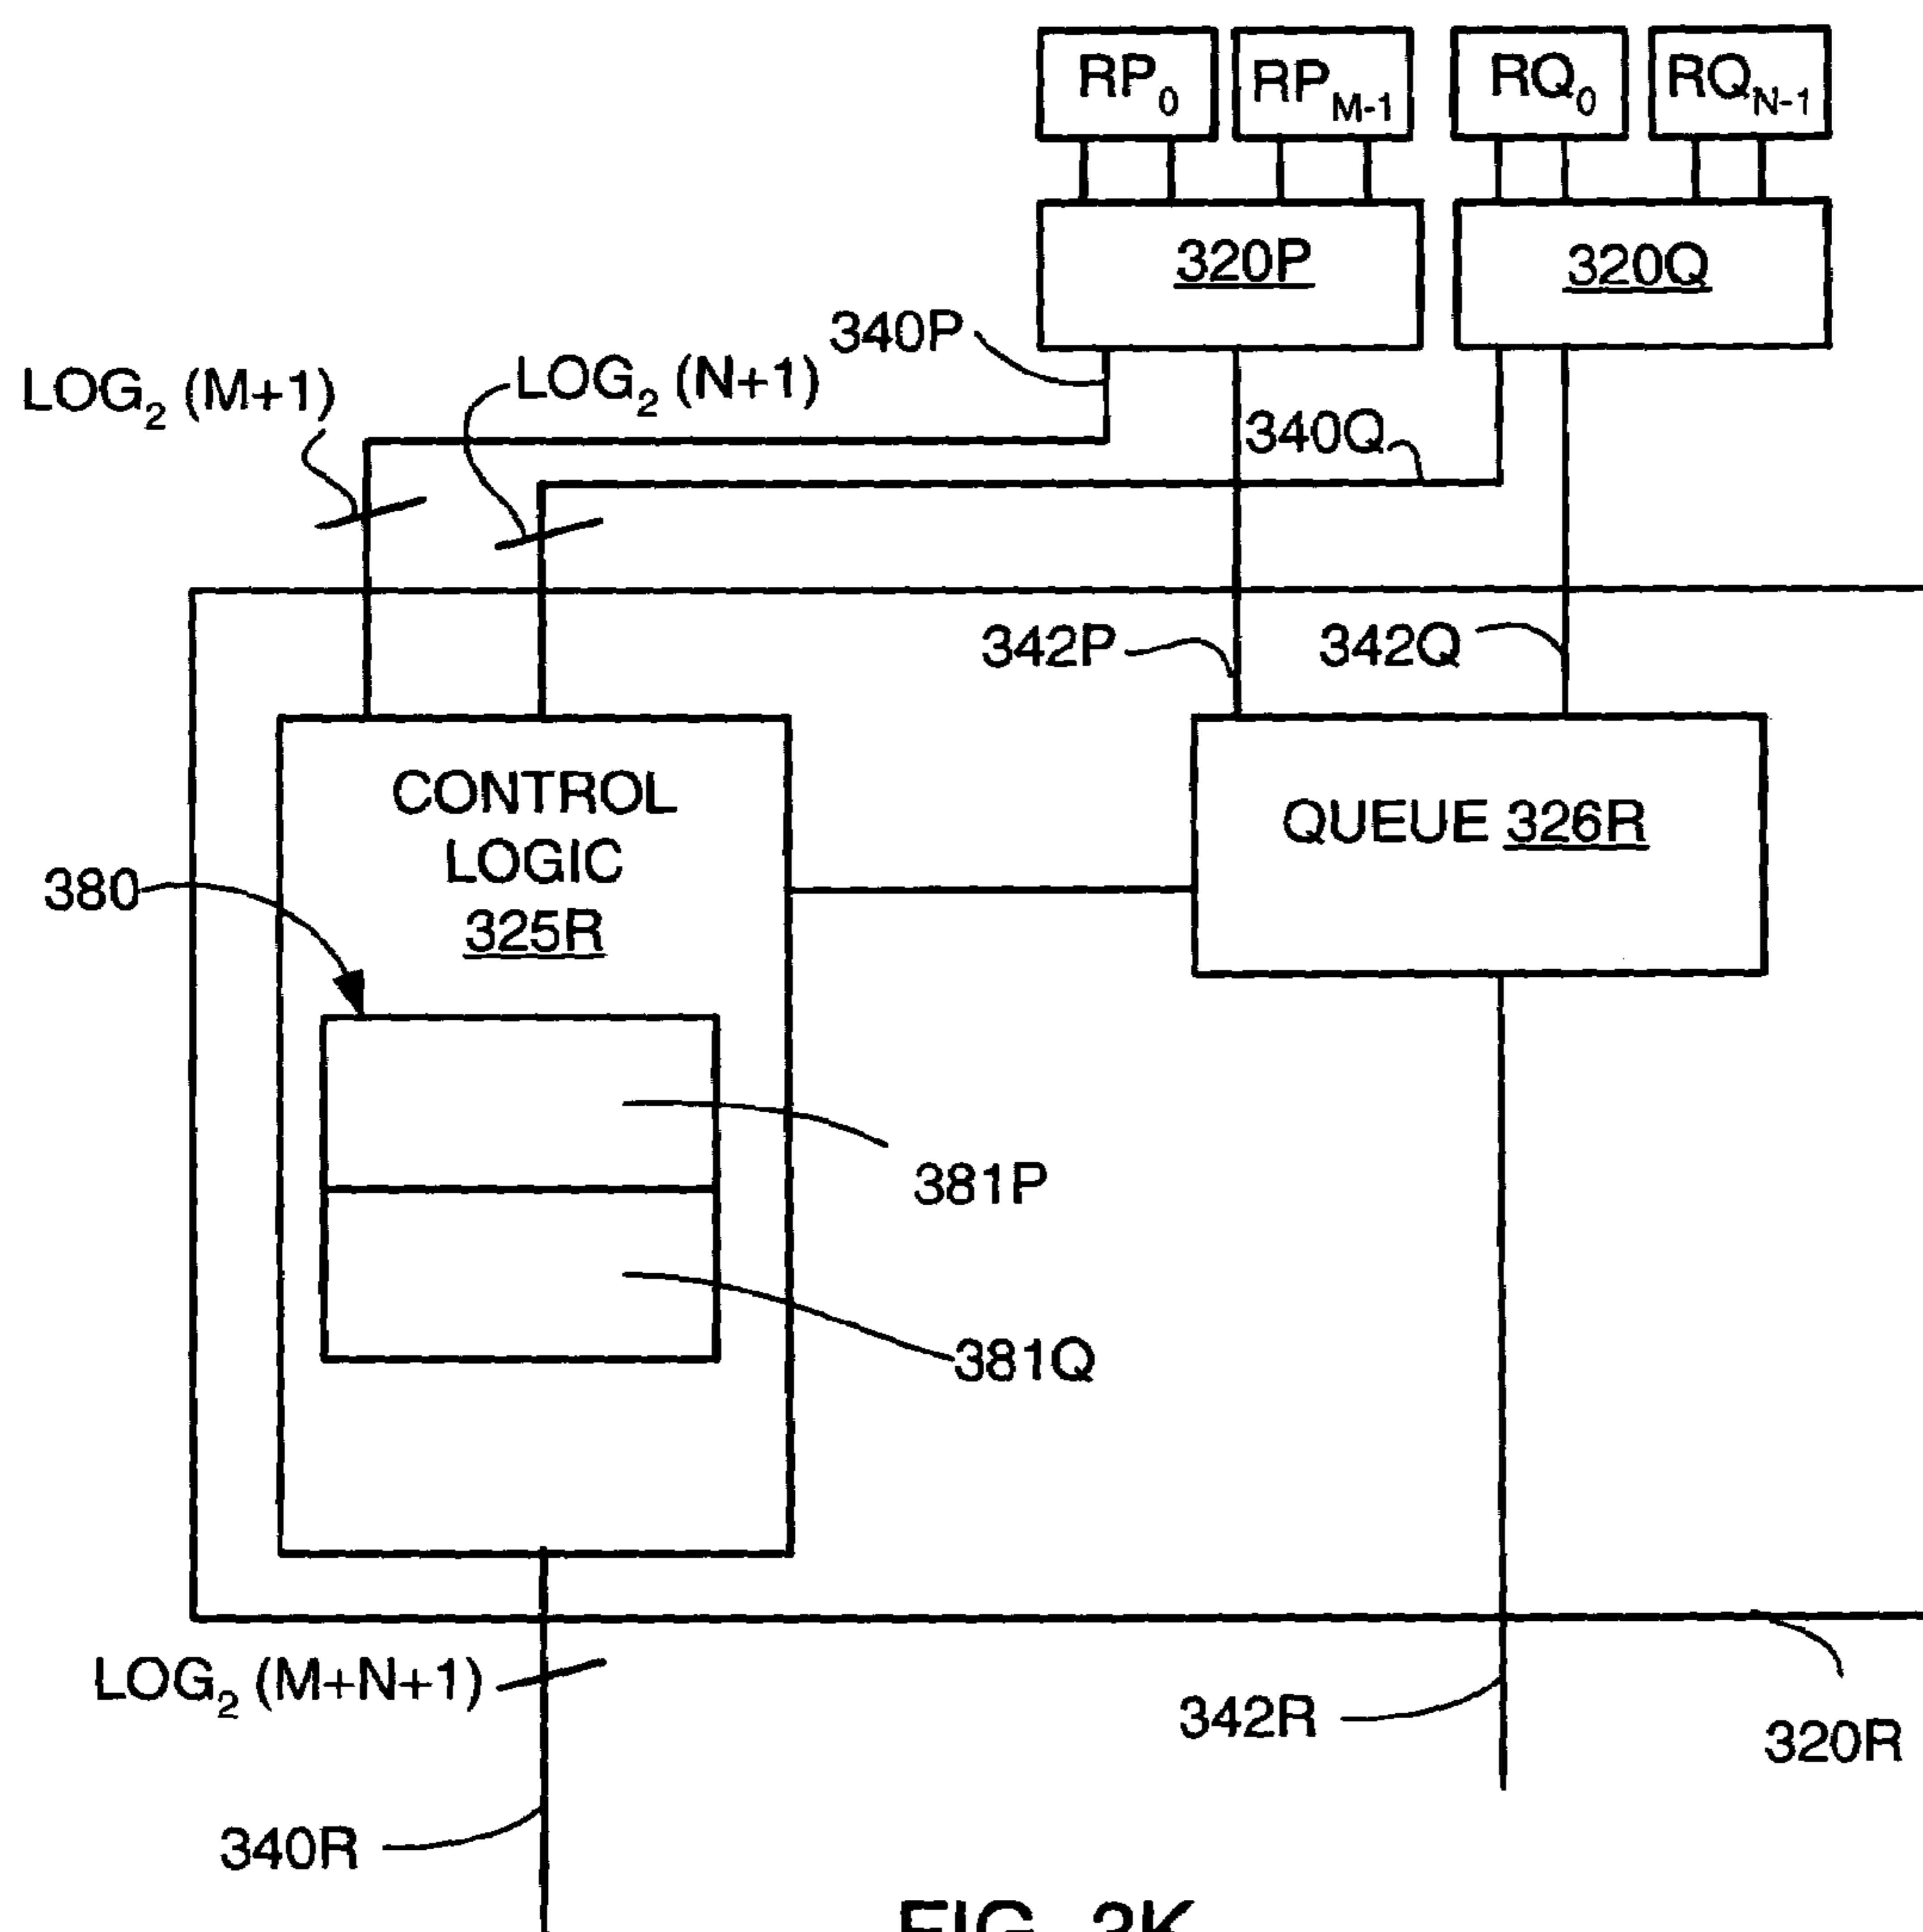 RP0 RPM-1 RQ0 RQN-1
320P 320Q
340P
LOG2 (M+1) LOG2 (N+1)
340Q
342P 342Q
CONTROL
LOGIC
325R
QUEUE 326R
380
381P
381Q
LOG2 (M+N+1)
342R
320R
340R